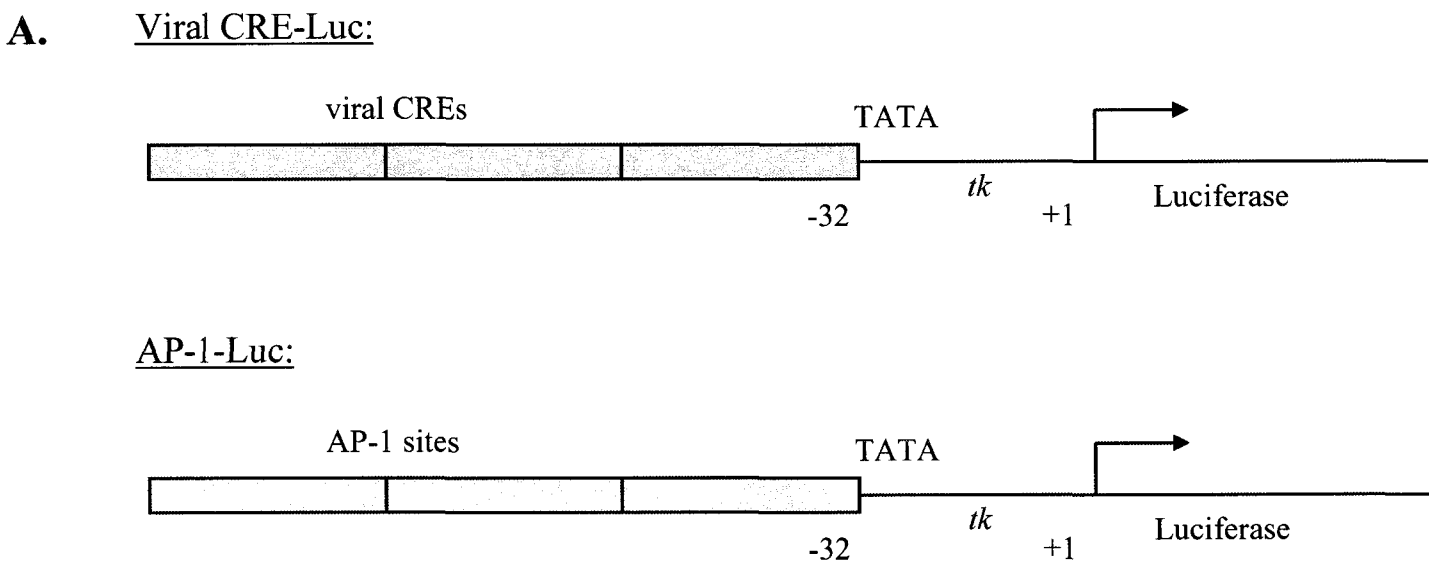 A. Viral CRE-Luc:
viral CREs
TATA
tk
Luciferase
-32
+1
AP-1-Luc:
AP-1 sites
TATA
tk
Luciferase
-32
+1